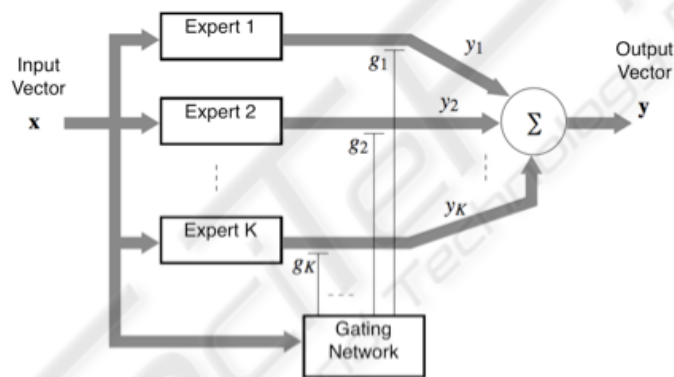 Expert 1
Input
Vector
x
Expert 2
Expert K
Gating
Network
g1
g2
gK
y1
y2
yK
Σ
Output
Vector
y